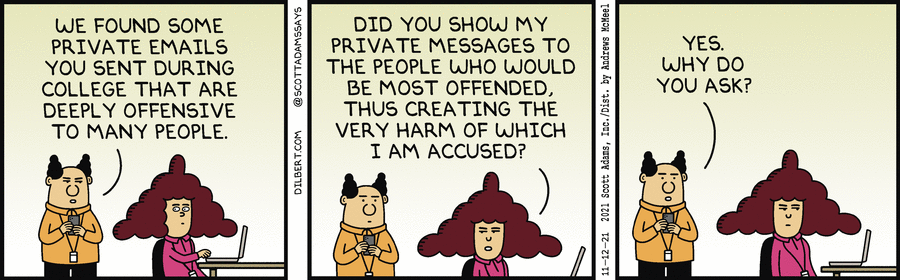 WE FOUND SOME
PRIVATE EMAILS
YOU SENT DURING
COLLEGE THAT ARE
DEEPLY OFFENSIVE
TO MANY PEOPLE.
DILBERT.COM @SCOTTADAMSSAYS
DID YOU SHOW MY
PRIVATE MESSAGES TO
THE PEOPLE WHO WOULD
BE MOST OFFENDED,
THUS CREATING THE
VERY HARM OF WHICH
I AM ACCUSED?
11-12-21 2021 Scott Adams, Inc./Dist. by Andrews McMeel
YES.
WHY DO
YOU ASK?